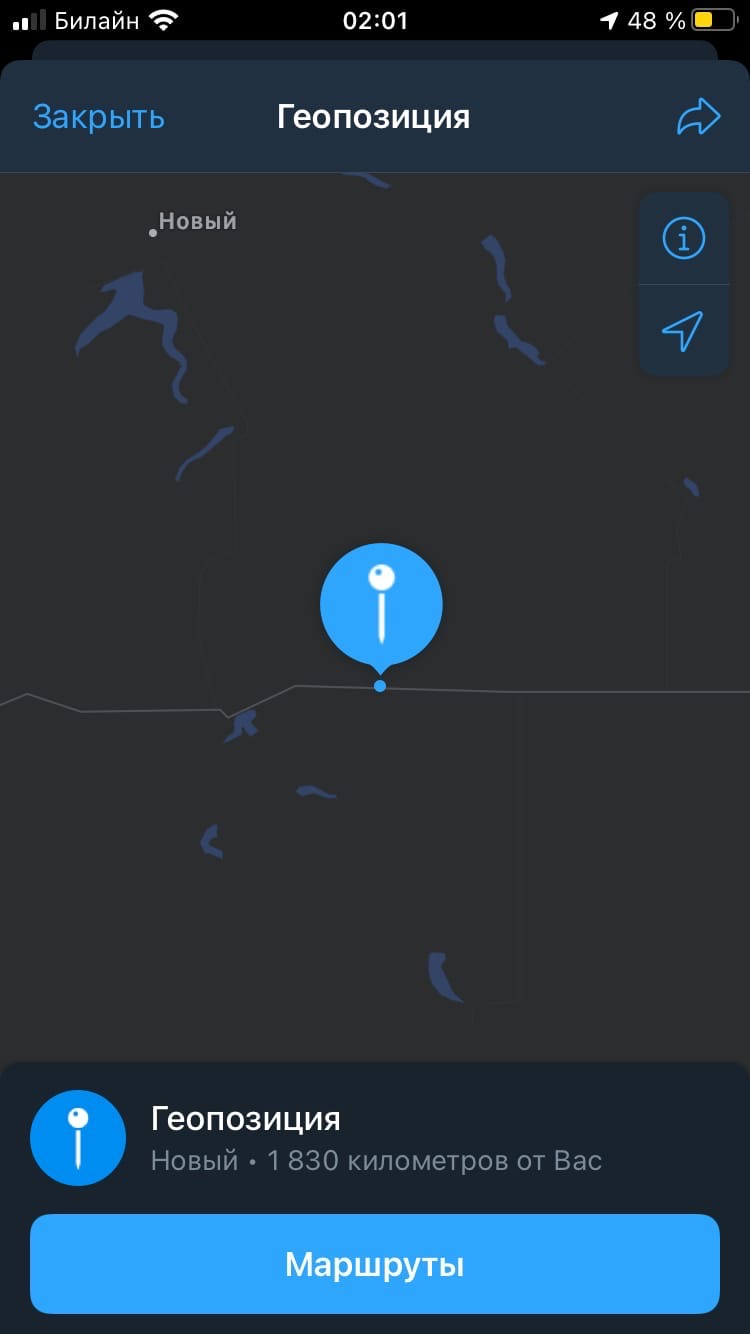 Билайн 02:01 48 %
Закрыть Геопозиция
Новый
Геопозиция
Новый • 1 830 километров от Вас
Маршруты